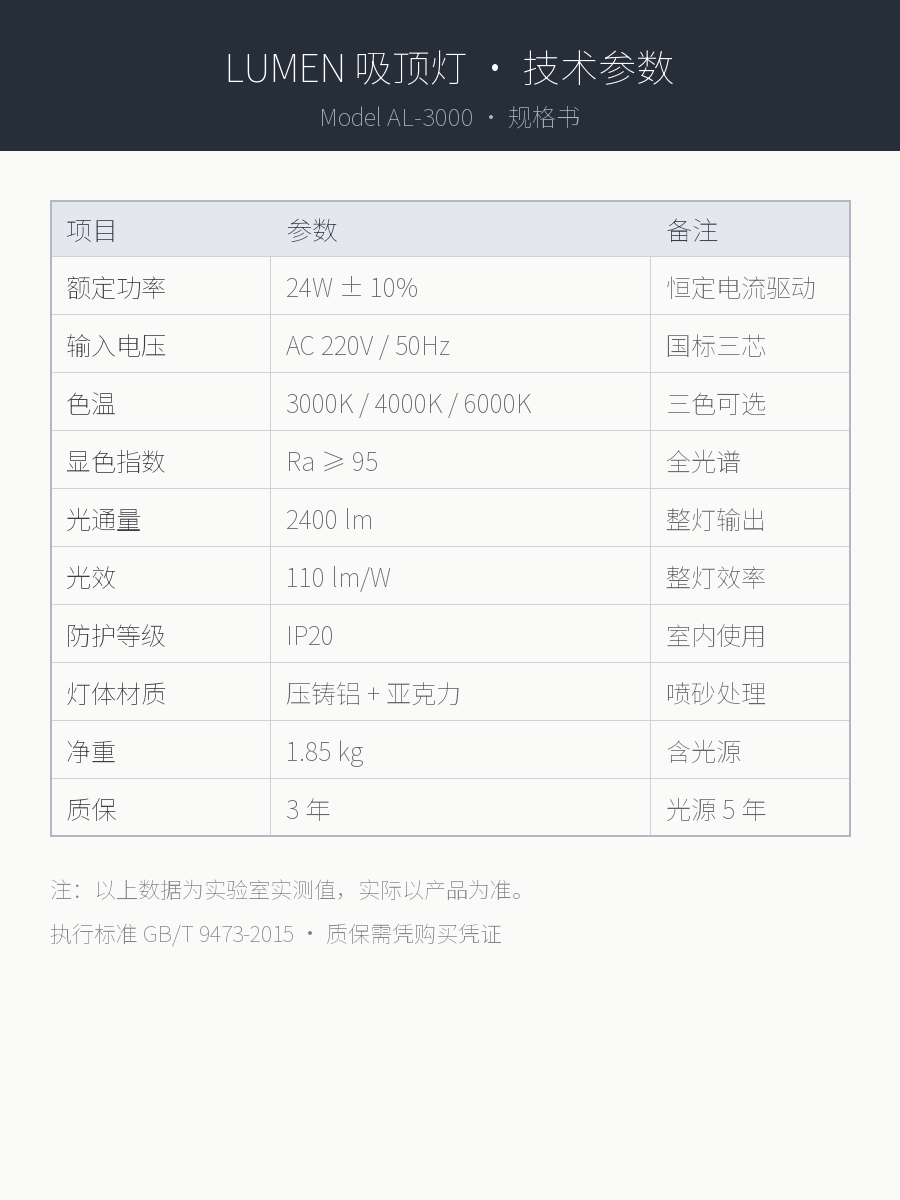 LUMEN 吸顶灯 · 技术参数
Model AL-3000 · 规格书
项目 参数 备注
额定功率 24W ± 10% 恒定电流驱动
输入电压 AC 220V / 50Hz 国标三芯
色温 3000K / 4000K / 6000K 三色可选
显色指数 Ra ≥ 95 全光谱
光通量 2400 lm 整灯输出
光效 110 lm/W 整灯效率
防护等级 IP20 室内使用
灯体材质 压铸铝 + 亚克力 喷砂处理
净重 1.85 kg 含光源
质保 3 年 光源 5 年
注：以上数据为实验室实测值，实际以产品为准。
执行标准 GB/T 9473-2015 · 质保需凭购买凭证